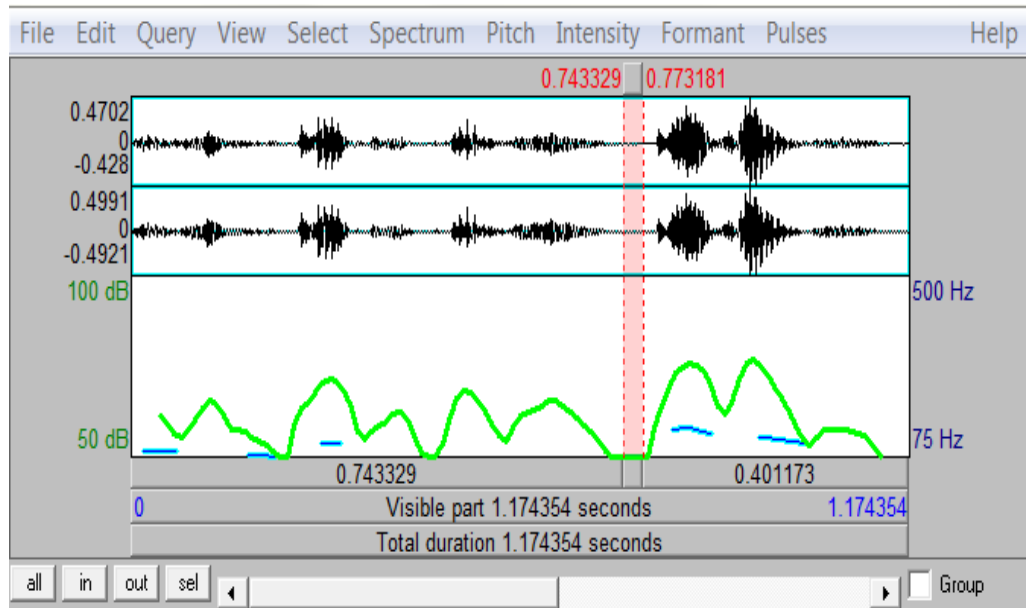 File Edit Query View Select Spectrum Pitch Intensity Formant Pulses Help
0.743329 0.773181
0.4702
0
-0.428
0.4991
0
-0.4921
100 dB 500 Hz
50 dB 75 Hz
0.743329 0.401173
0 Visible part 1.174354 seconds 1.174354
Total duration 1.174354 seconds
all in out sel Group